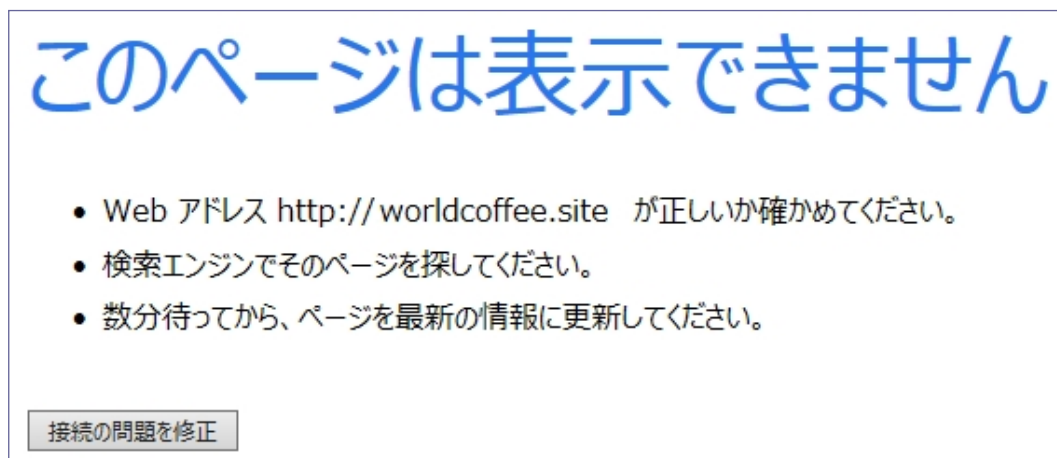 このページは表示できません
• Web アドレス http://worldcoffee.site が正しいか確かめてください。
• 検索エンジンでそのページを探してください。
• 数分待ってから、ページを最新の情報に更新してください。
接続の問題を修正